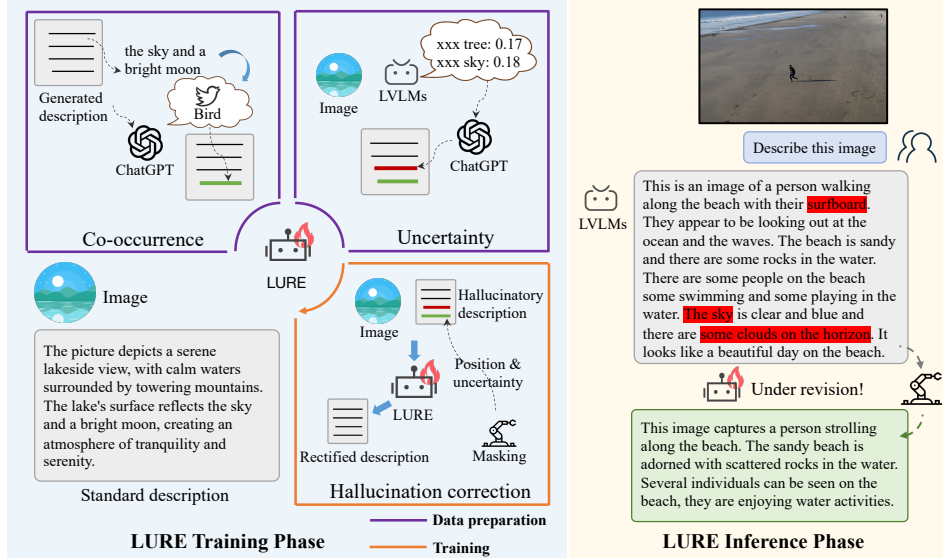 the sky and a
bright moon
Generated
description
Bird
ChatGPT
Co-occurrence
xxx tree: 0.17
xxx sky: 0.18
Image
LVLMs
ChatGPT
Uncertainty
LURE
Image
The picture depicts a serene
lakeside view, with calm waters
surrounded by towering mountains.
The lake's surface reflects the sky
and a bright moon, creating an
atmosphere of tranquility and
serenity.
Standard description
Image
Hallucinatory
description
Position &
uncertainty
LURE
Rectified description
Masking
Hallucination correction
Data preparation
Training
LURE Training Phase
Describe this image
LVLMs
This is an image of a person walking
along the beach with their surfboard.
They appear to be looking out at the
ocean and the waves. The beach is sandy
and there are some rocks in the water.
There are some people on the beach
some swimming and some playing in the
water. The sky is clear and blue and
there are some clouds on the horizon. It
looks like a beautiful day on the beach.
Under revision!
This image captures a person strolling
along the beach. The sandy beach is
adorned with scattered rocks in the water.
Several individuals can be seen on the
beach, they are enjoying water activities.
LURE Inference Phase